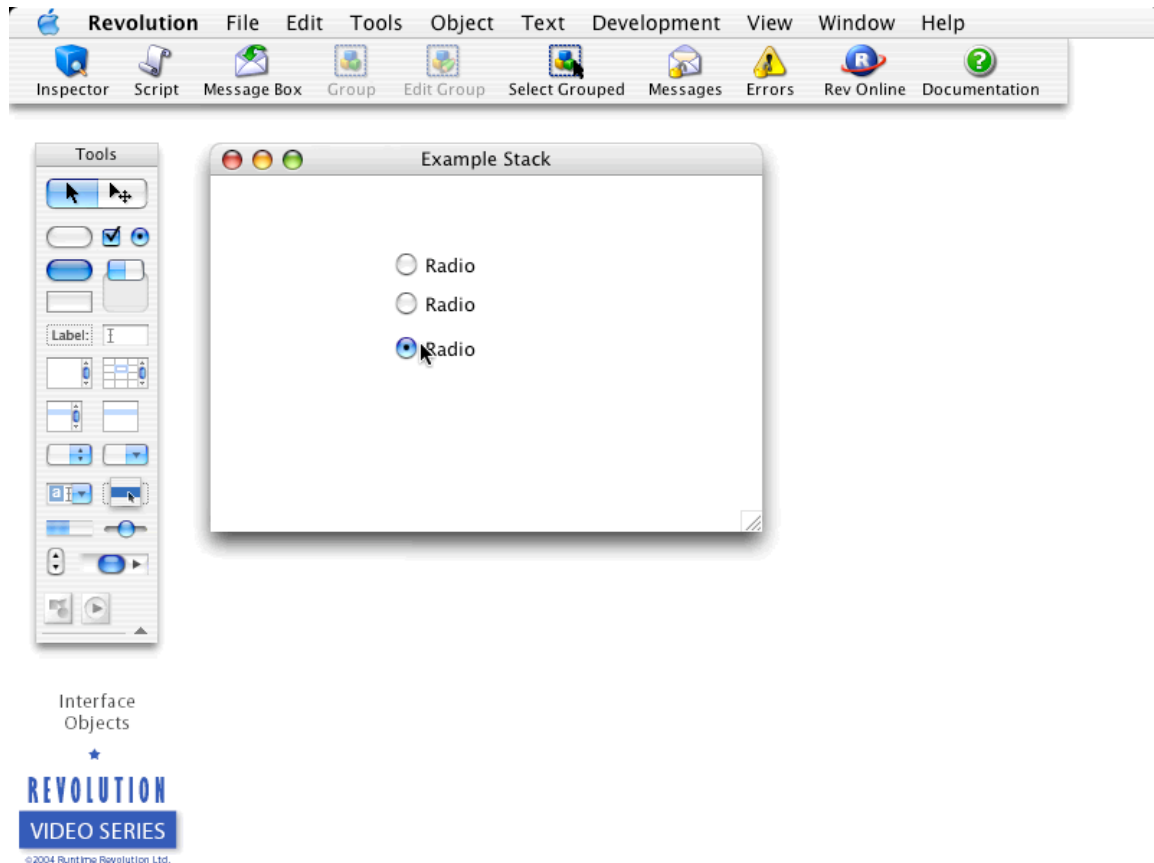 Revolution File Edit Tools Object Text Development View Window Help
Inspector Script Message Box Group Edit Group Select Grouped Messages Errors Rev Online Documentation
Tools
Example Stack
Radio
Radio
Radio
Label:
a
Interface
Objects
REVOLUTION
VIDEO SERIES
©2004 Runtime Revolution Ltd.